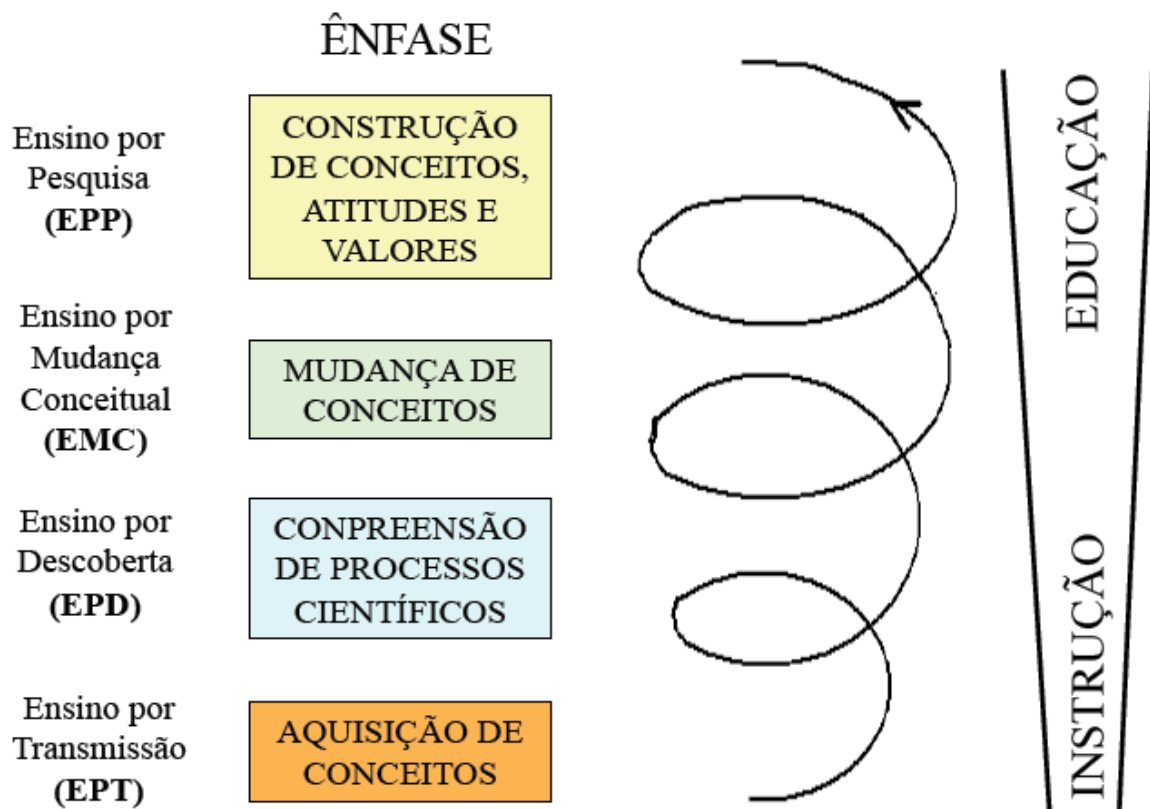 ÊNFASE
Ensino por
Pesquisa
(EPP)
CONSTRUÇÃO
DE CONCEITOS,
ATITUDES E
VALORES
Ensino por
Mudança
Conceitual
(EMC)
MUDANÇA DE
CONCEITOS
Ensino por
Descoberta
(EPD)
CONPREENSÃO
DE PROCESSOS
CIENTÍFICOS
Ensino por
Transmissão
(EPT)
AQUISIÇÃO DE
CONCEITOS
EDUCAÇÃO
INSTRUÇÃO